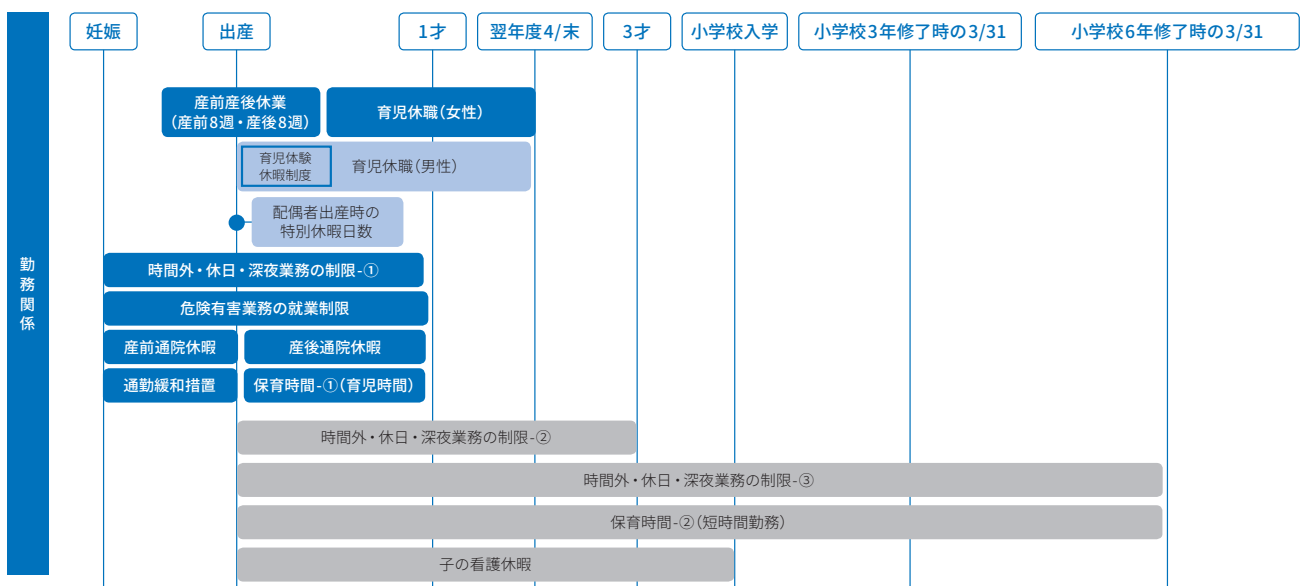 妊娠
出産
1才
翌年度4/末
3才
小学校入学
小学校3年修了時の3/31
小学校6年修了時の3/31
勤務関係
産前産後休業
(産前8週・産後8週)
育児休職(女性)
育児体験
休暇制度
育児休職(男性)
配偶者出産時の
特別休暇日数
時間外・休日・深夜業務の制限-①
危険有害業務の就業制限
産前通院休暇
産後通院休暇
通勤緩和措置
保育時間-①(育児時間)
時間外・休日・深夜業務の制限-②
時間外・休日・深夜業務の制限-③
保育時間-②(短時間勤務)
子の看護休暇